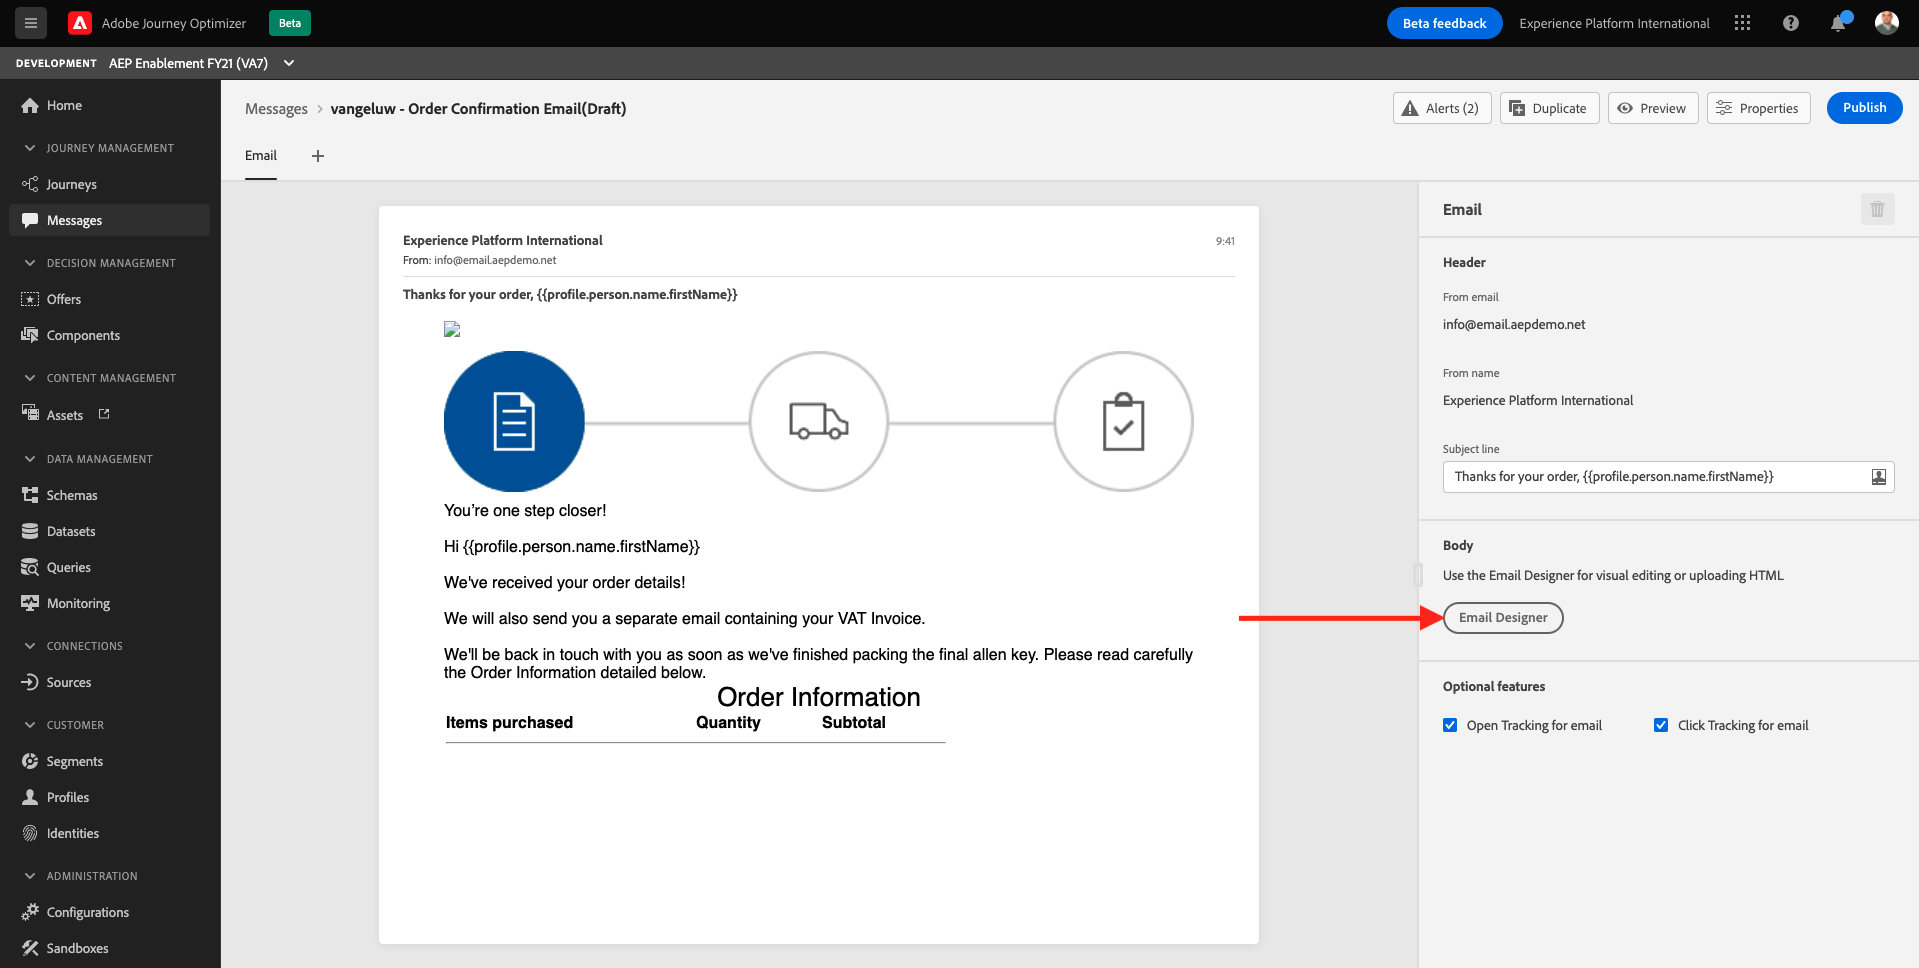 Adobe Journey Optimizer Beta Beta feedback Experience Platform International
DEVELOPMENT AEP Enablement FY21 (VA7)
Home
JOURNEY MANAGEMENT
Journeys
Messages
DECISION MANAGEMENT
Offers
Components
CONTENT MANAGEMENT
Assets
DATA MANAGEMENT
Schemas
Datasets
Queries
Monitoring
CONNECTIONS
Sources
CUSTOMER
Segments
Profiles
Identities
ADMINISTRATION
Configurations
Sandboxes
Messages > vangeluw - Order Confirmation Email(Draft)
Alerts (2) Duplicate Preview Properties Publish
Email +
Experience Platform International 9:41
From: info@email.aepdemo.net
Thanks for your order, {{profile.person.name.firstName}}
You're one step closer!
Hi {{profile.person.name.firstName}}
We've received your order details!
We will also send you a separate email containing your VAT Invoice.
We'll be back in touch with you as soon as we've finished packing the final allen key. Please read carefully
the Order Information detailed below.
Order Information
Items purchased Quantity Subtotal
Email
Header
From email
info@email.aepdemo.net
From name
Experience Platform International
Subject line
Thanks for your order, {{profile.person.name.firstName}}
Body
Use the Email Designer for visual editing or uploading HTML
Email Designer
Optional features
Open Tracking for email Click Tracking for email